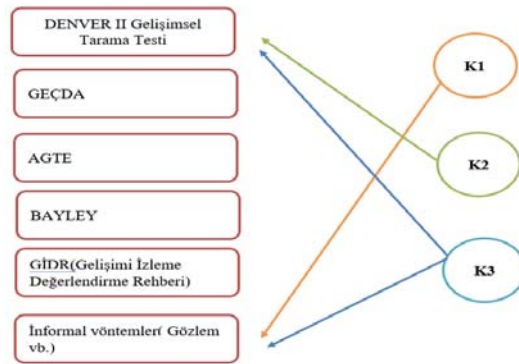 DENVER II Gelişimsel
Tarama Testi
K1
GEÇDA
AGTE
K2
BAYLEY
GİDR(Gelişimi İzleme
Değerlendirme Rehberi)
K3
İnformal vöntemler( Gözlem
vb.)